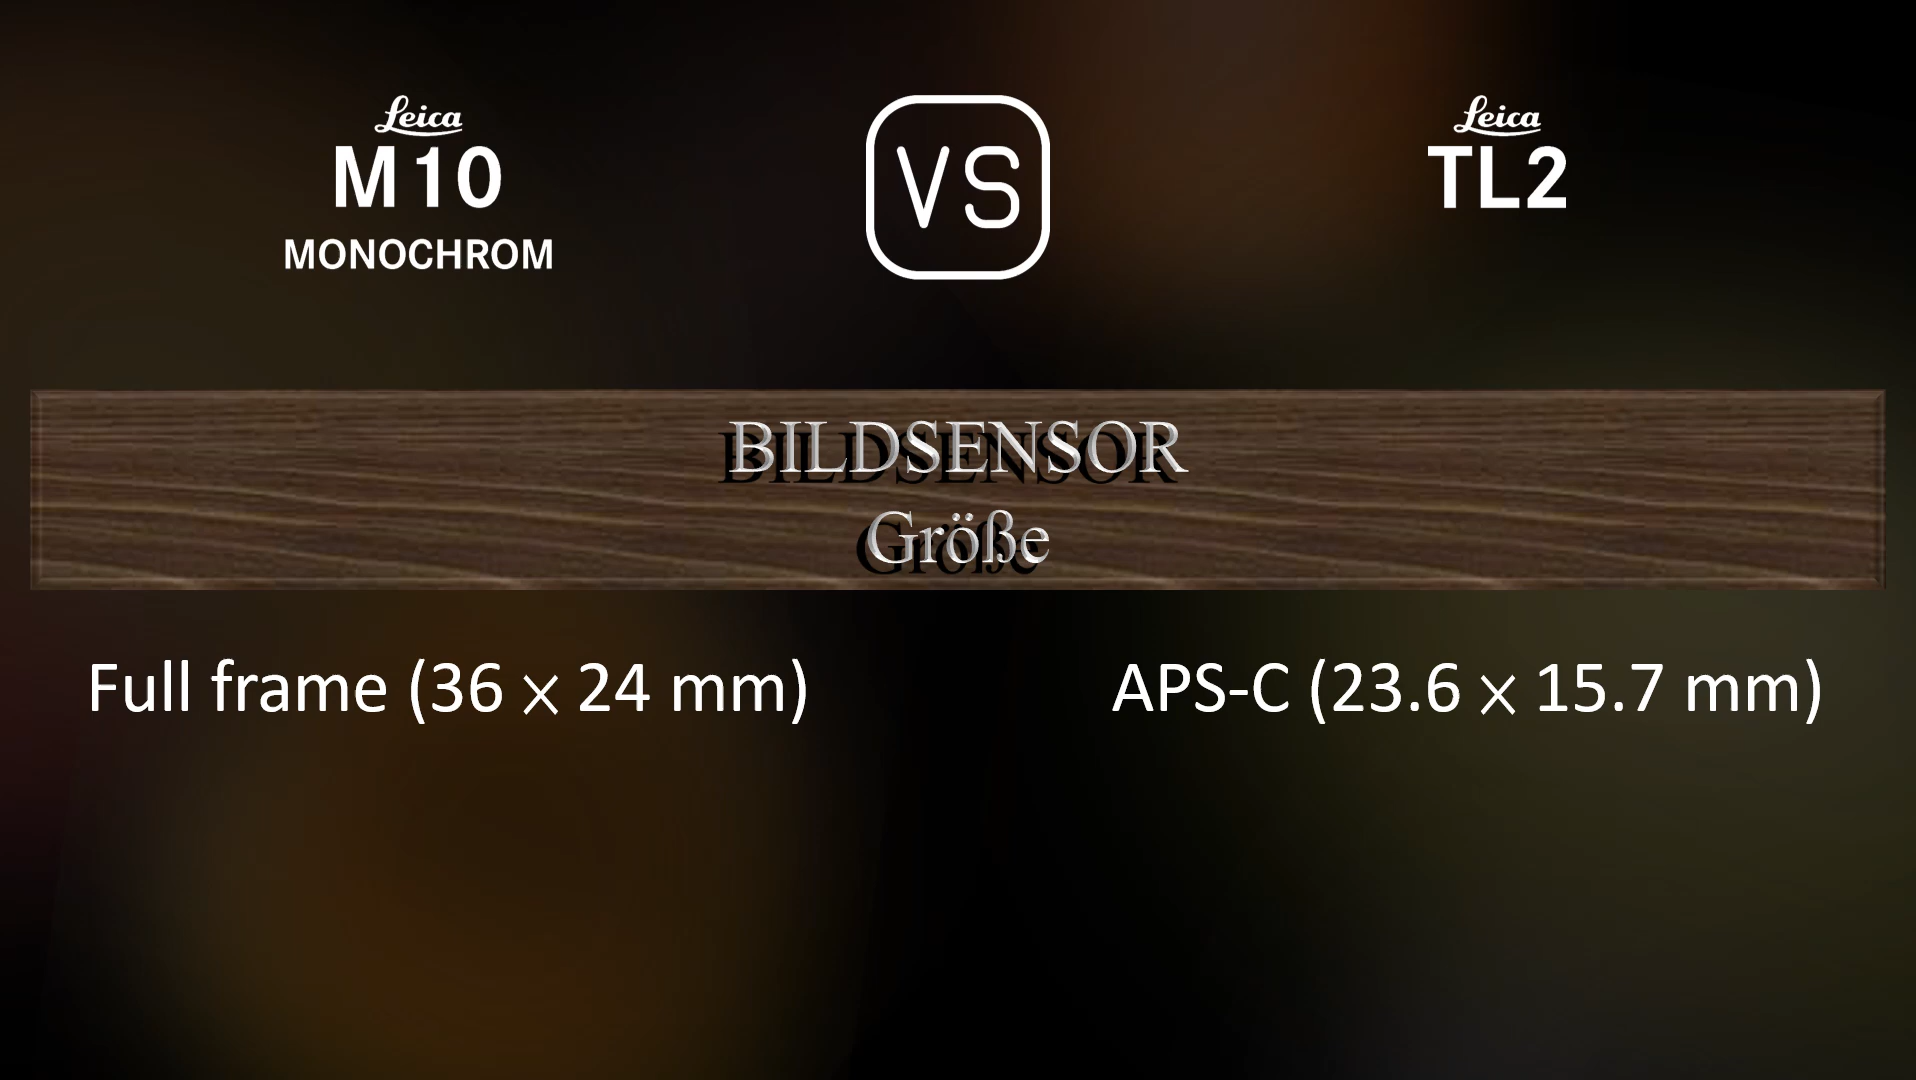 Leica
M10
MONOCHROM
VS
Leica
TL2
BILDSENSOR
Größe
Full frame (36 x 24 mm)
APS-C (23.6 x 15.7 mm)